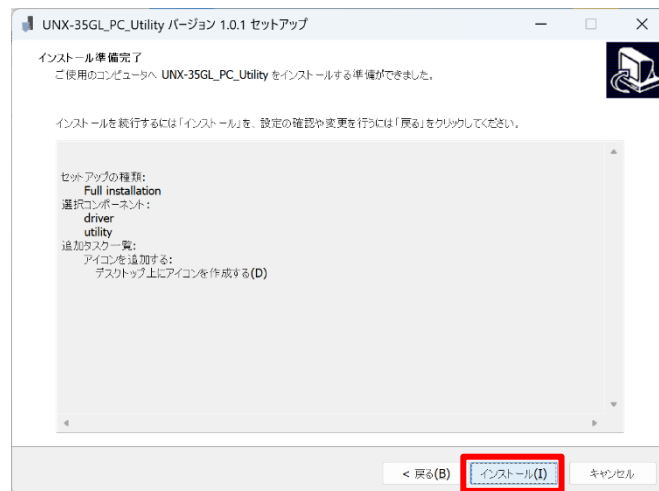 UNX-35GL_PC_Utility バージョン 1.0.1 セットアップ
インストール準備完了
ご使用のコンピュータへ UNX-35GL_PC_Utility をインストールする準備ができました。
インストールを続行するには「インストール」を、設定の確認や変更を行うには「戻る」をクリックしてください。
セットアップの種類:
Full installation
選択コンポーネント:
driver
utility
追加タスク一覧:
アイコンを追加する:
デスクトップ上にアイコンを作成する(D)
< 戻る(B) インストール(I) キャンセル